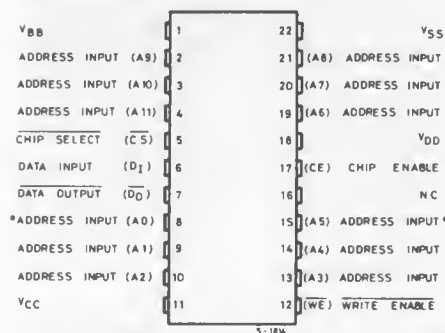 VBB 1 22 VSS
ADDRESS INPUT (A9) 2 21 (A8) ADDRESS INPUT
ADDRESS INPUT (A10) 3 20 (A7) ADDRESS INPUT
ADDRESS INPUT (A11) 4 19 (A6) ADDRESS INPUT
CHIP SELECT (CS) 5 18 VDD
DATA INPUT (DI) 6 17 (CE) CHIP ENABLE
DATA OUTPUT (DO) 7 16 NC
*ADDRESS INPUT (A0) 8 15 (A5) ADDRESS INPUT*
ADDRESS INPUT (A1) 9 14 (A4) ADDRESS INPUT
ADDRESS INPUT (A2) 10 13 (A3) ADDRESS INPUT
VCC 11 12 (WE) WRITE ENABLE